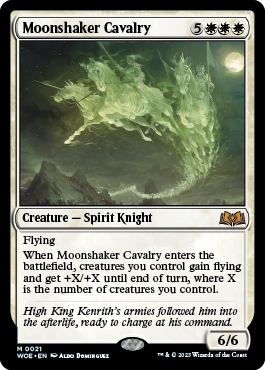 Moonshaker Cavalry 5
Creature — Spirit Knight
Flying
When Moonshaker Cavalry enters the
battlefield, creatures you control gain flying
and get +X/+X until end of turn, where X
is the number of creatures you control.
High King Kenrith's armies followed him into
the afterlife, ready to charge at his command.
6/6
M 0021
WOE • EN Aldo Dominguez
™ & © 2023 Wizards of the Coast